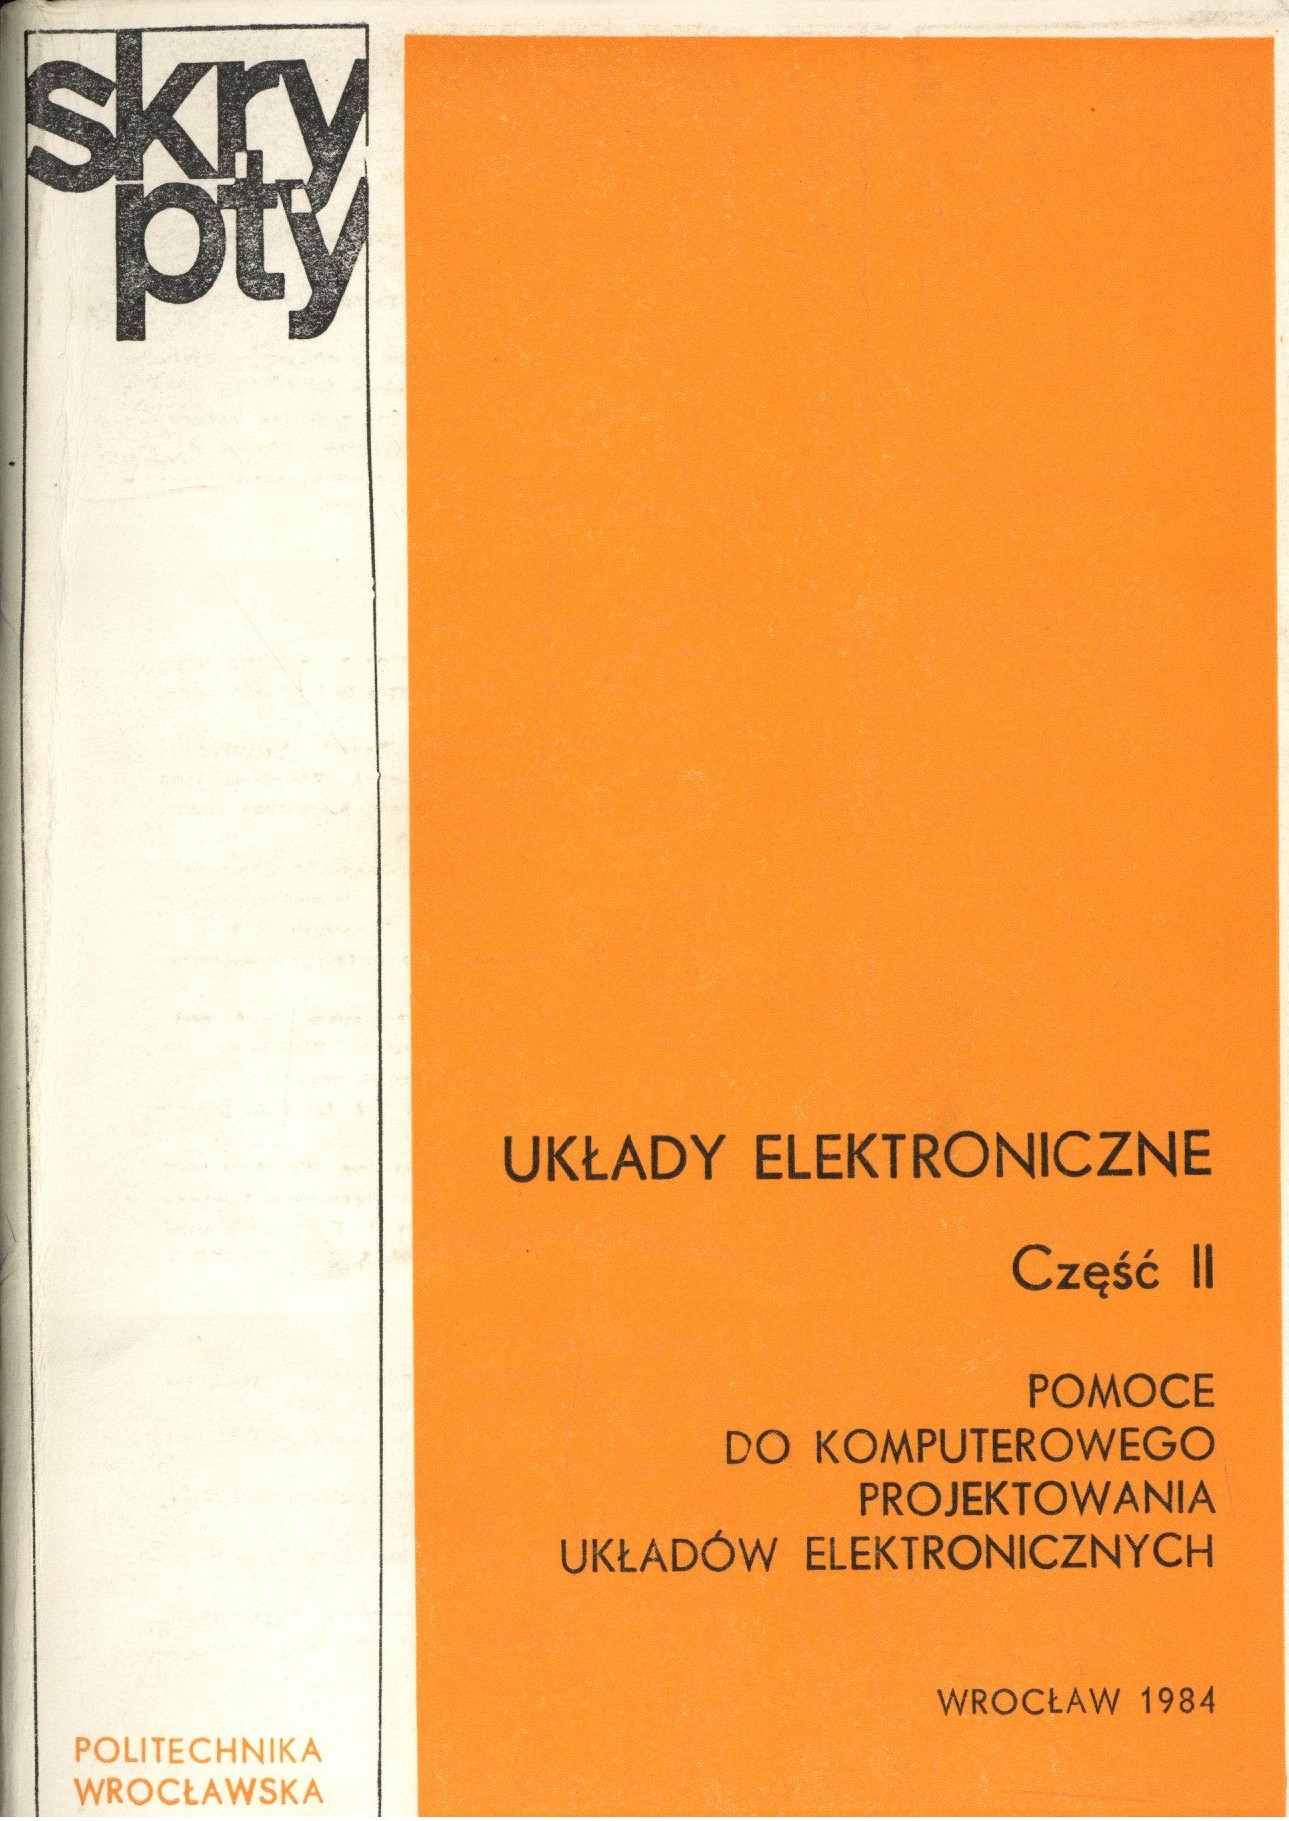 skry
pty
UKŁADY ELEKTRONICZNE
Część II
POMOCE
DO KOMPUTEROWEGO
PROJEKTOWANIA
UKŁADÓW ELEKTRONICZNYCH
WROCŁAW 1984
POLITECHNIKA
WROCŁAWSKA